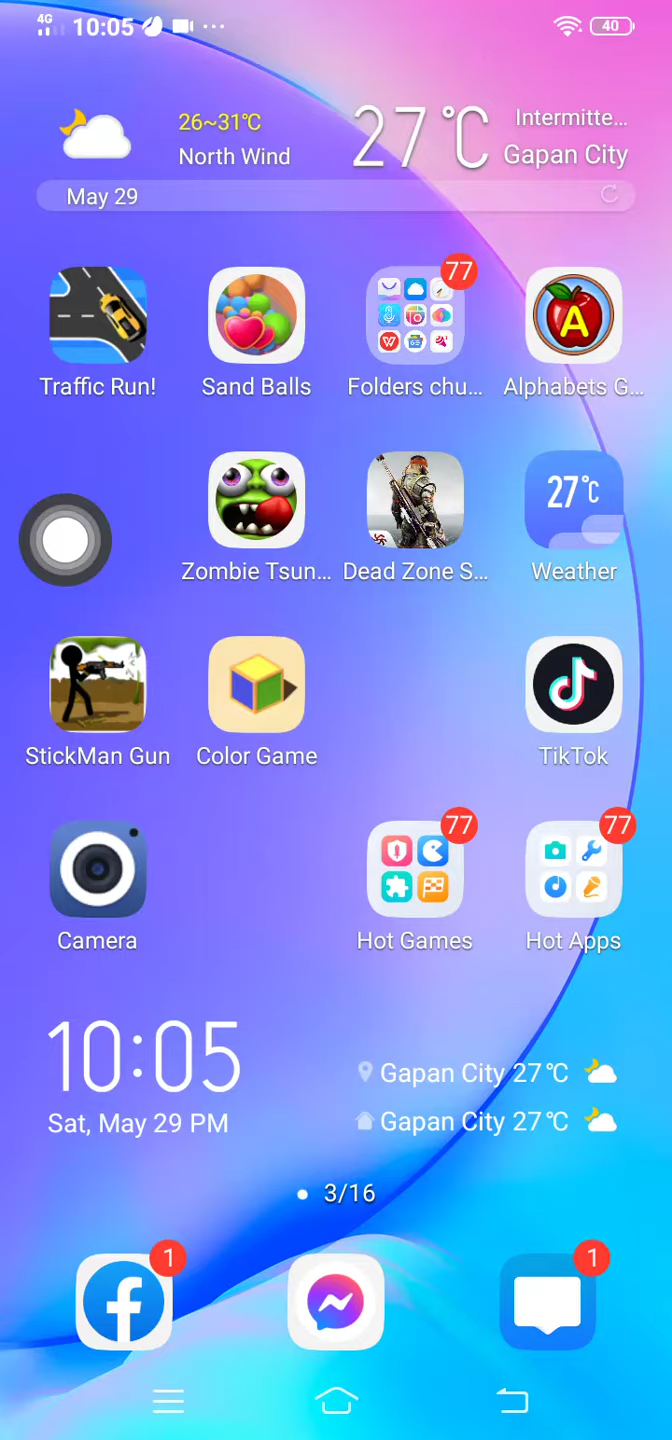 4G 10:05 ... 40
26~31℃ 27℃ Intermitte...
North Wind Gapan City
May 29
77
A
Traffic Run! Sand Balls Folders chu... Alphabets G...
27℃
Zombie Tsun... Dead Zone S... Weather
StickMan Gun Color Game TikTok
77 77
Camera Hot Games Hot Apps
10:05
Gapan City 27℃
Sat, May 29 PM Gapan City 27℃
3/16
1 1